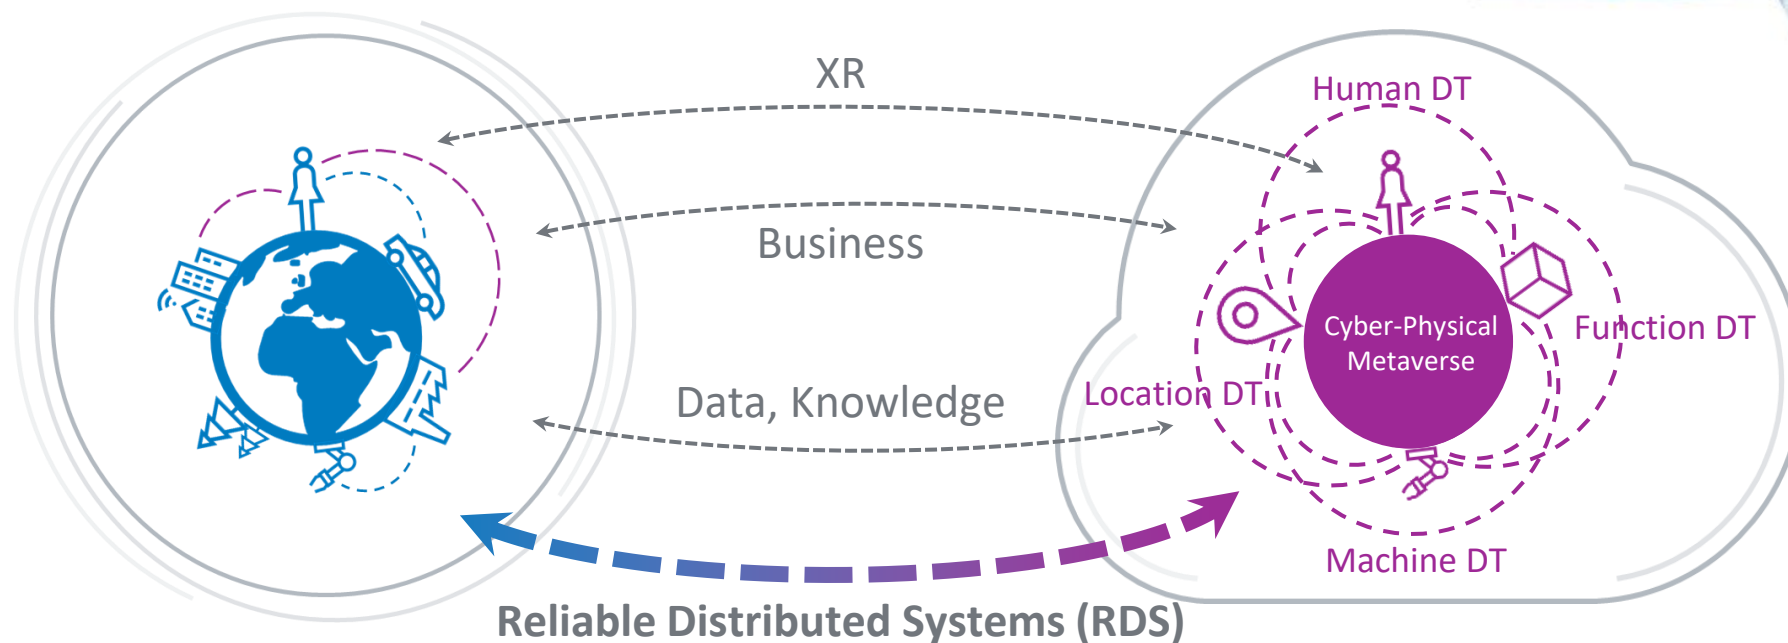 XR
Human DT
Business
Function DT
Cyber-Physical
Metaverse
Data, Knowledge
Location DT
Machine DT
Reliable Distributed Systems (RDS)